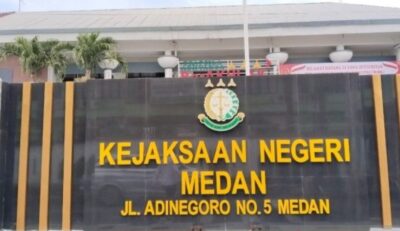 KEJAKSAAN NEGERI
MEDAN
JL. ADINEGORO NO. 5 MEDAN